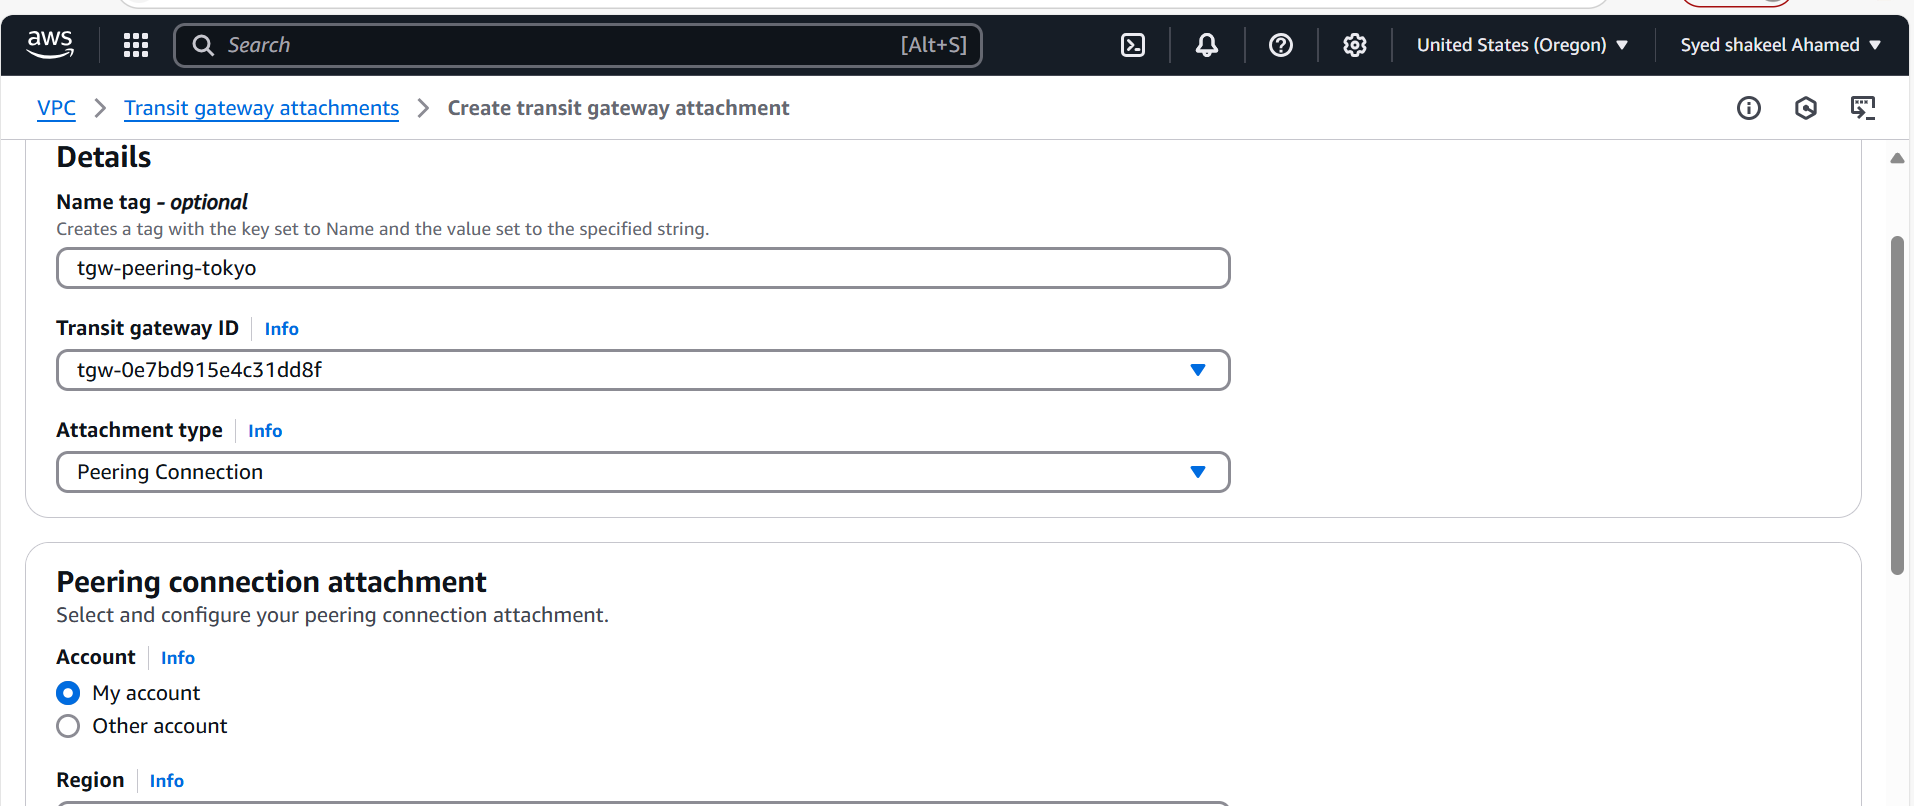 aws
Search [Alt+S] United States (Oregon) Syed shakeel Ahamed
VPC Transit gateway attachments Create transit gateway attachment
Details
Name tag - optional
Creates a tag with the key set to Name and the value set to the specified string.
tgw-peering-tokyo
Transit gateway ID Info
tgw-0e7bd915e4c31dd8f
Attachment type Info
Peering Connection
Peering connection attachment
Select and configure your peering connection attachment.
Account Info
My account
Other account
Region Info